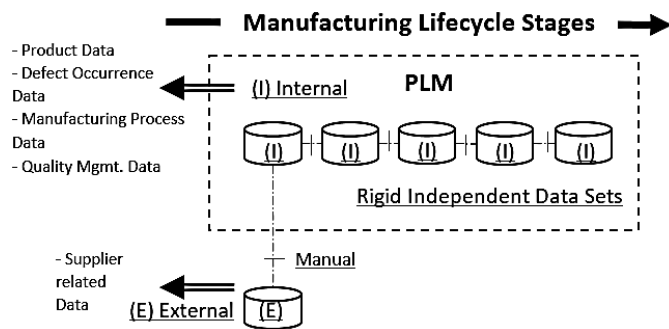 Manufacturing Lifecycle Stages
- Product Data
- Defect Occurrence
Data
- Manufacturing Process
Data
- Quality Mgmt. Data
(I) Internal
PLM
(I) (I) (I) (I) (I)
Rigid Independent Data Sets
Manual
- Supplier
related
Data
(E) External
(E)